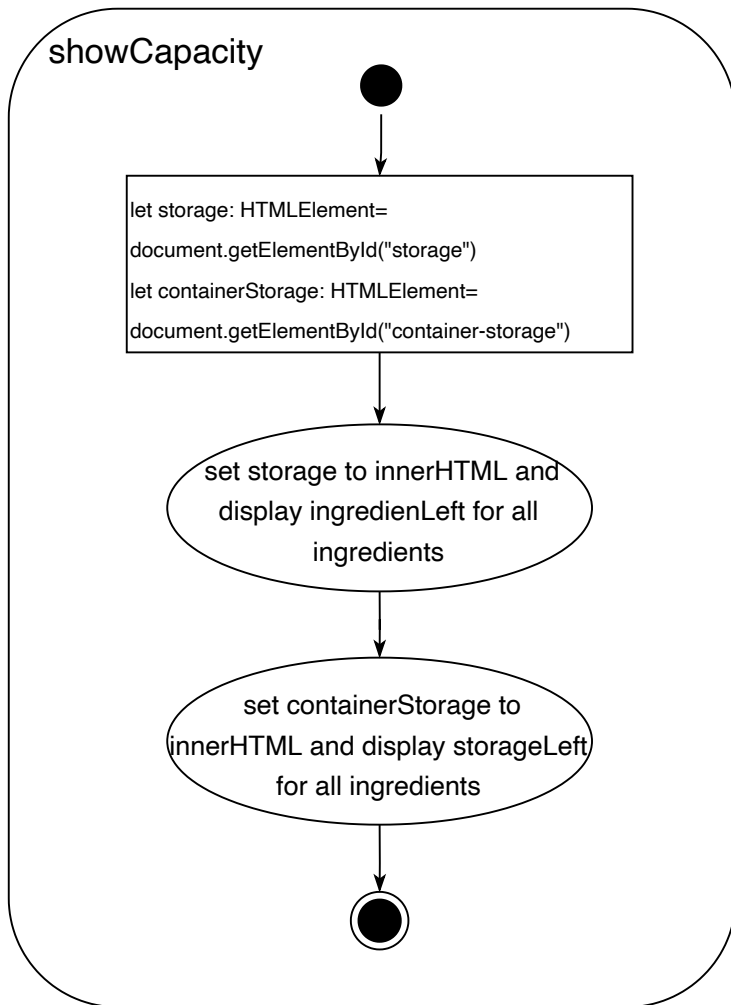 showCapacity
let storage: HTMLElement=
document.getElementById("storage")
let containerStorage: HTMLElement=
document.getElementById("container-storage")
set storage to innerHTML and
display ingredienLeft for all
ingredients
set containerStorage to
innerHTML and display storageLeft
for all ingredients